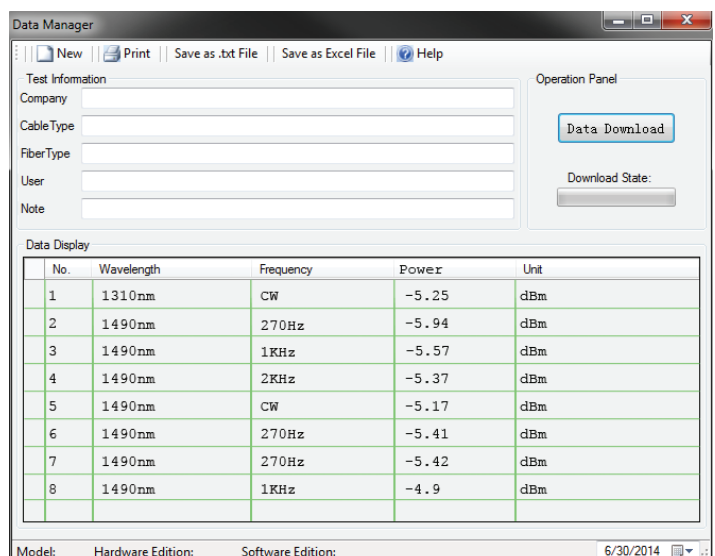 Data Manager
New Print Save as .txt File Save as Excel File Help
Test Information
Company
CableType
FiberType
User
Note
Operation Panel
Data Download
Download State:
Data Display
No. Wavelength Frequency Power Unit
1 1310nm CW -5.25 dBm
2 1490nm 270Hz -5.94 dBm
3 1490nm 1KHz -5.57 dBm
4 1490nm 2KHz -5.37 dBm
5 1490nm CW -5.17 dBm
6 1490nm 270Hz -5.41 dBm
7 1490nm 270Hz -5.42 dBm
8 1490nm 1KHz -4.9 dBm
Model: Hardware Edition: Software Edition: 6/30/2014